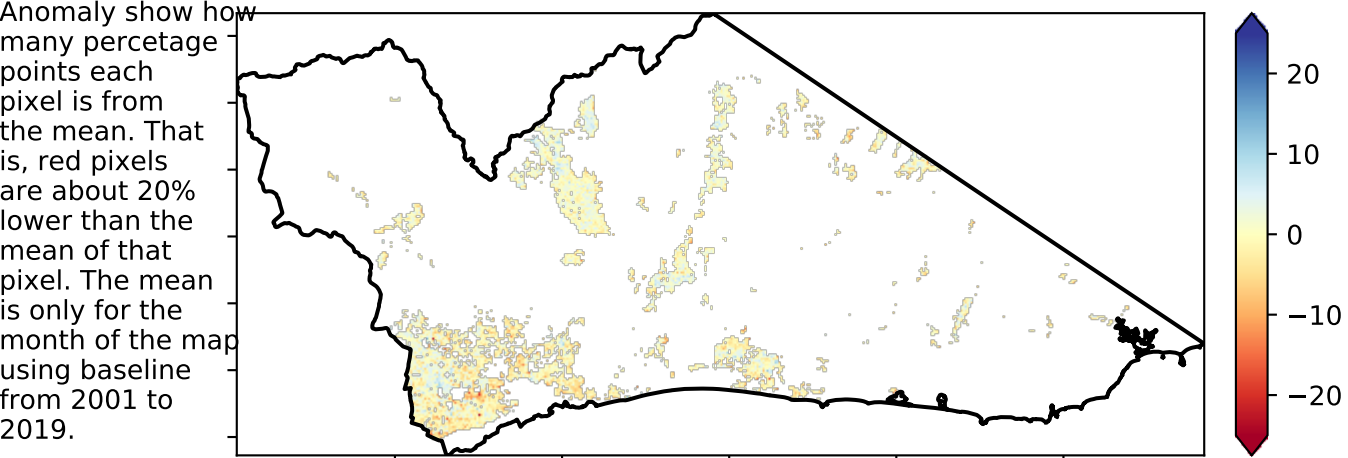 Anomaly show how
many percetage
points each
pixel is from
the mean. That
is, red pixels
are about 20%
lower than the
mean of that
pixel. The mean
is only for the
month of the map
using baseline
from 2001 to
2019.
20
10
0
−10
−20